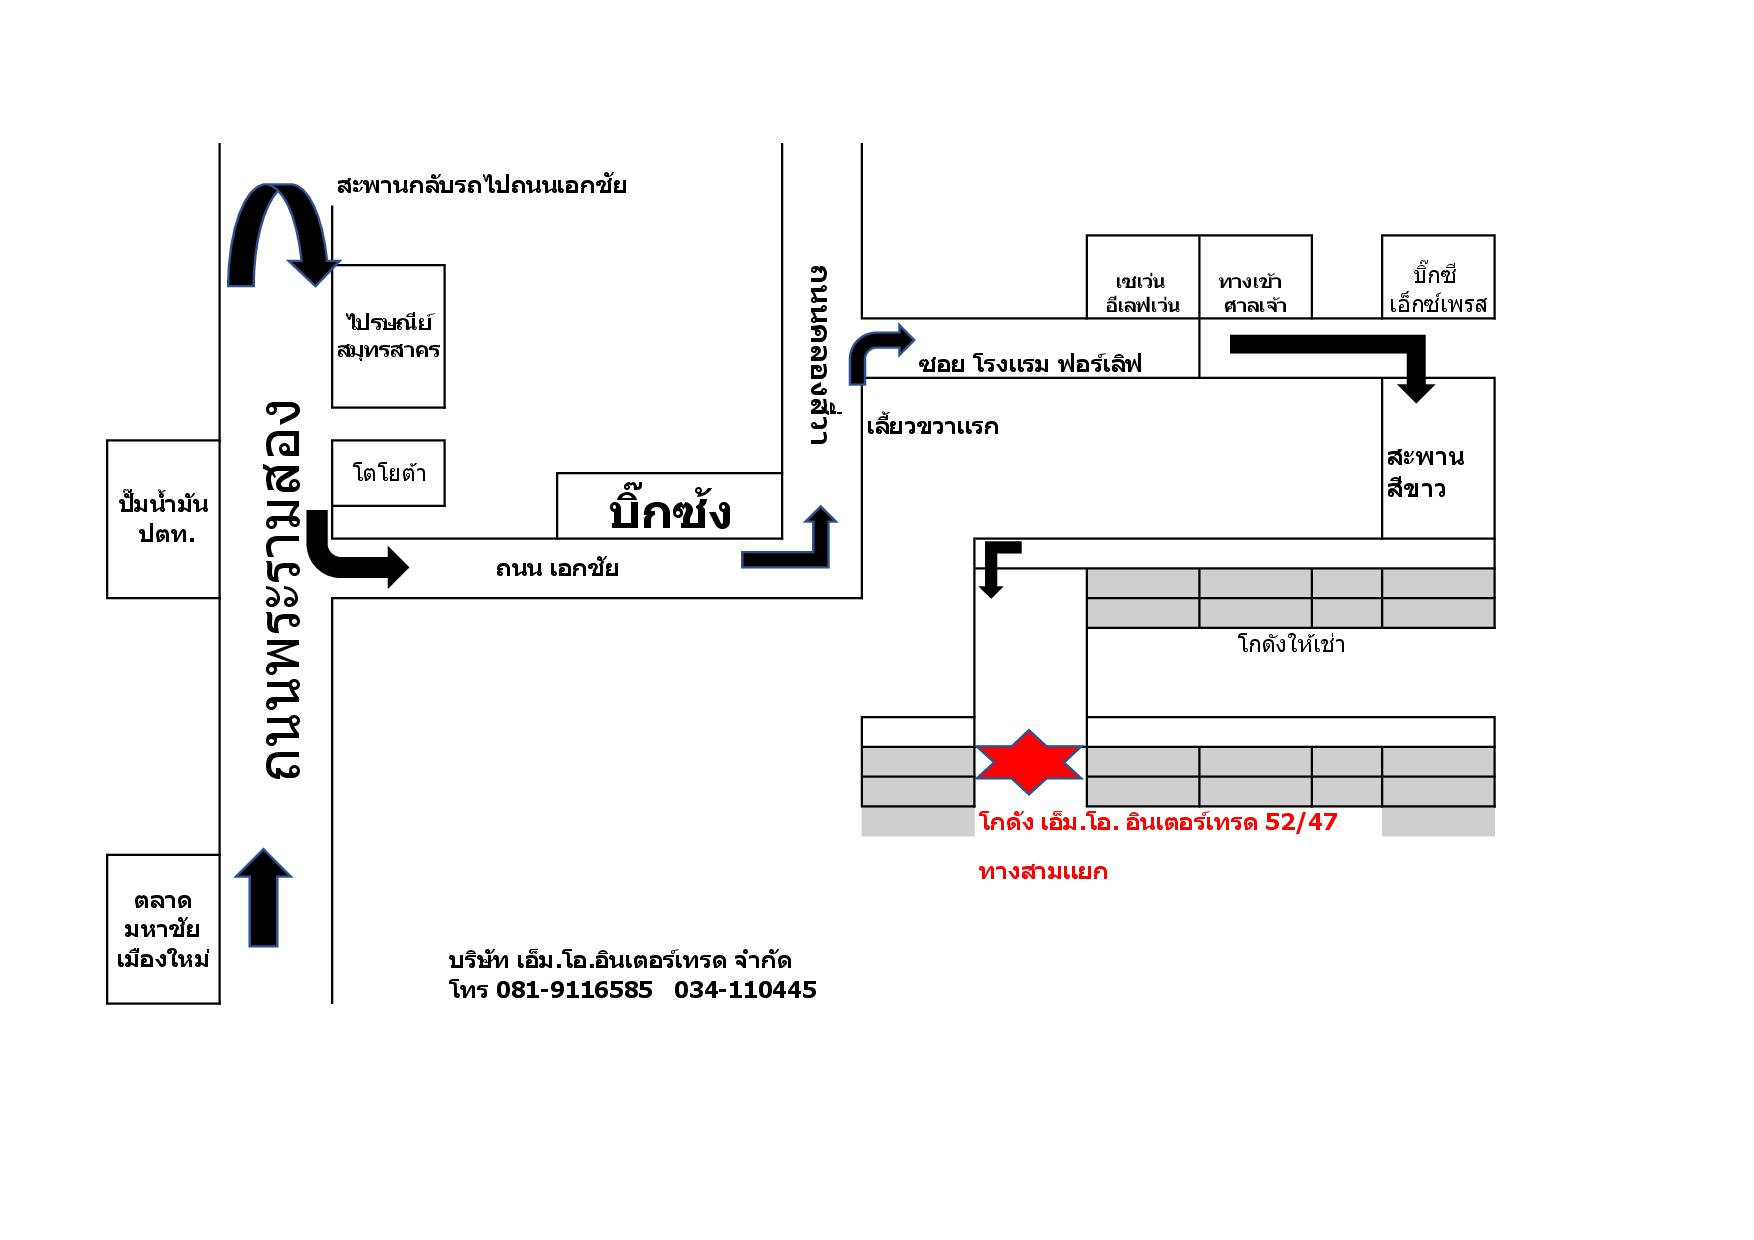 สะพานกลับรถไปถนนเอกชัย
ไปรษณีย์
สมุทรสาคร
โตโยต้า
ปั๊มน้ำมัน
ปตท.
ถนนพระรามสอง
ตลาด
มหาชัย
เมืองใหม่
บิ๊กซ้ง
ถนน เอกชัย
เซเว่น
อีเลฟเว่น
ทางเข้า
ศาลเจ้า
บิ๊กซี
เอ็กซ์เพรส
ซอย โรงแรม ฟอร์เลิฟ
เลี้ยวขวาแรก
สะพาน
สีขาว
โกดังให้เช่า
โกดัง เอ็ม.โอ. อินเตอร์เทรด 52/47
ทางสามแยก
บริษัท เอ็ม.โอ.อินเตอร์เทรด จำกัด
โทร 081-9116585 034-110445